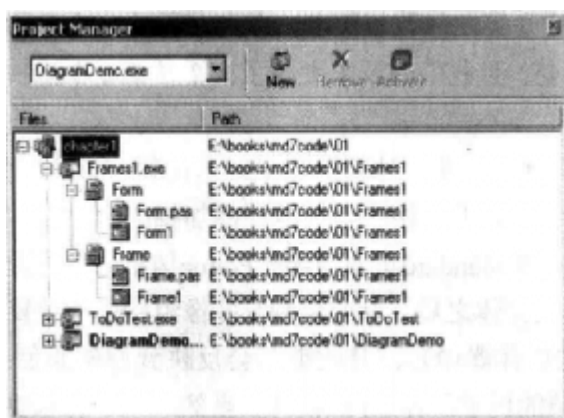 Project Manager
DiagramDemo.exe
New Remove Activate
Files Path
chapter1 E:\books\md7code\01
Frames1.exe E:\books\md7code\01\Frames1
Form E:\books\md7code\01\Frames1
Form.pas E:\books\md7code\01\Frames1
Form1 E:\books\md7code\01\Frames1
Frame E:\books\md7code\01\Frames1
Frame.pas E:\books\md7code\01\Frames1
Frame1 E:\books\md7code\01\Frames1
ToDoTest.exe E:\books\md7code\01\ToDoTest
DiagramDemo... E:\books\md7code\01\DiagramDemo